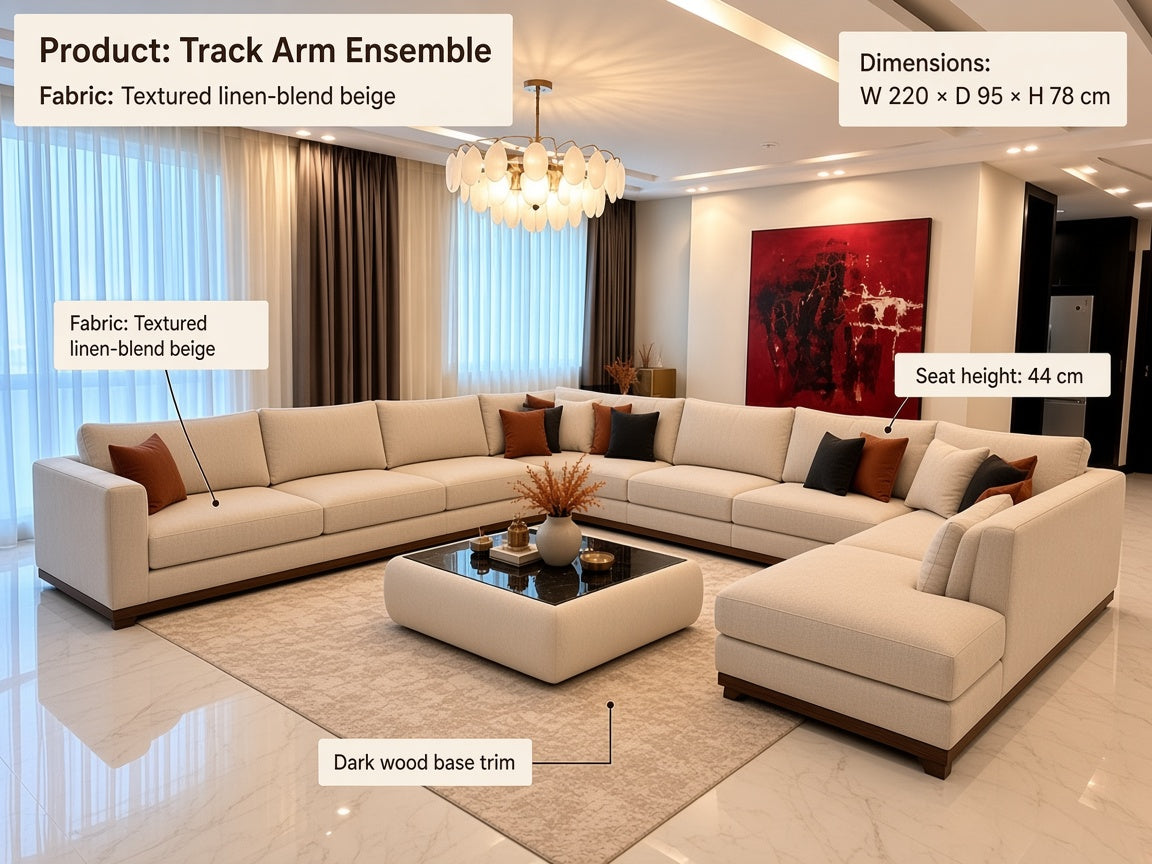 Product: Track Arm Ensemble
Fabric: Textured linen-blend beige
Dimensions:
W 220 × D 95 × H 78 cm
Fabric: Textured
linen-blend beige
Seat height: 44 cm
Dark wood base trim